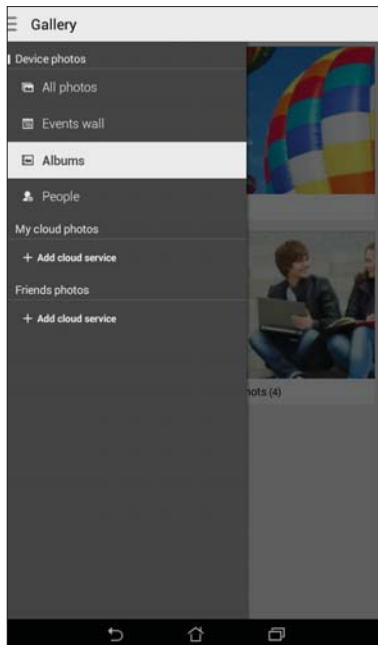 Gallery
Device photos
All photos
Events wall
Albums
People
My cloud photos
+ Add cloud service
Friends photos
+ Add cloud service
hots (4)